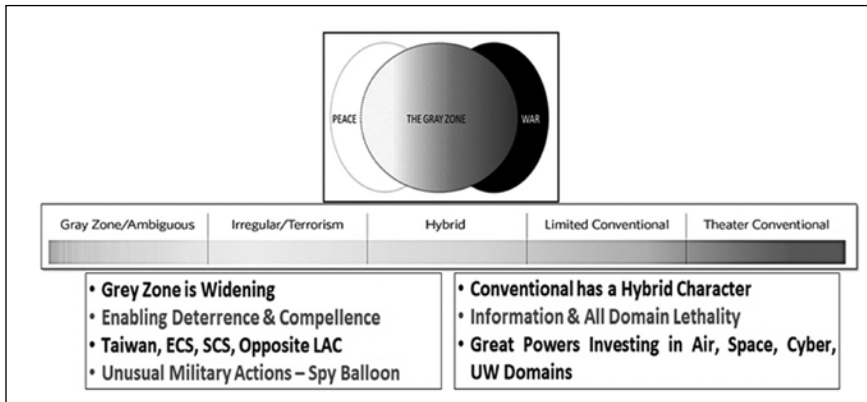 PEACE THE GRAY ZONE WAR
Gray Zone/Ambiguous Irregular/Terrorism Hybrid Limited Conventional Theater Conventional
• Grey Zone is Widening
• Enabling Deterrence & Compellence
• Taiwan, ECS, SCS, Opposite LAC
• Unusual Military Actions – Spy Balloon
• Conventional has a Hybrid Character
• Information & All Domain Lethality
• Great Powers Investing in Air, Space, Cyber,
UW Domains